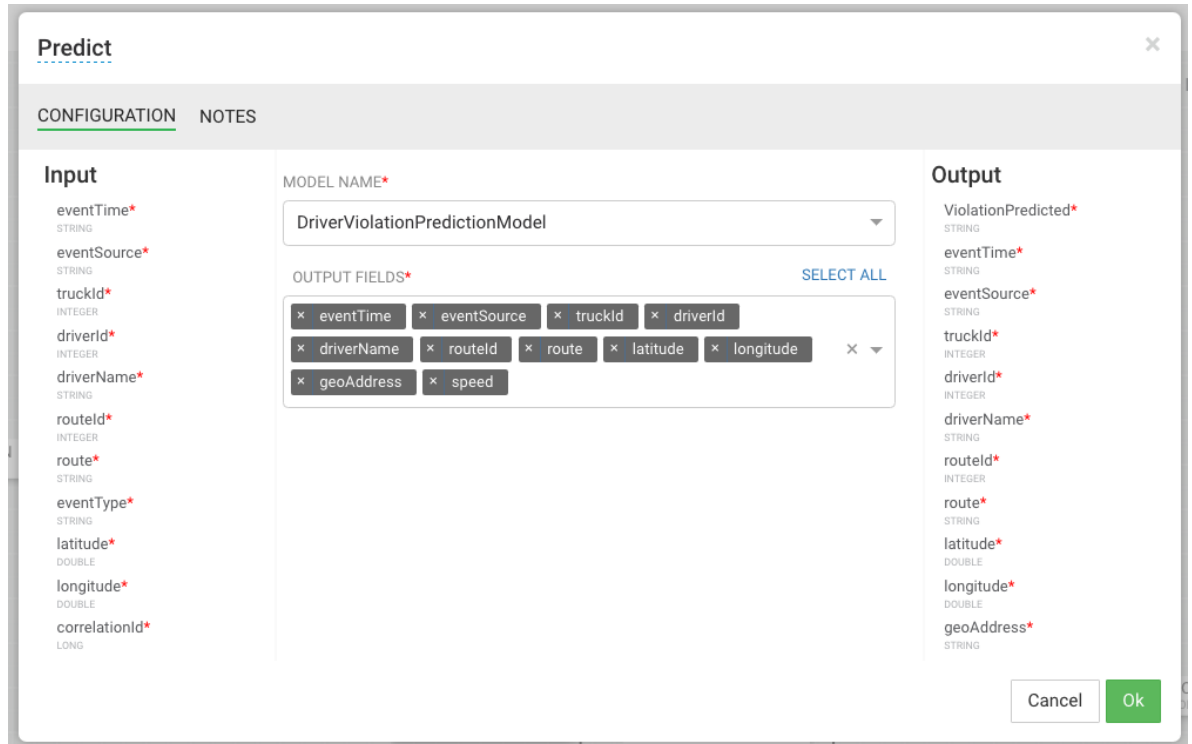 Predict
×
CONFIGURATION NOTES
Input
eventTime*
STRING
eventSource*
STRING
truckId*
INTEGER
driverId*
INTEGER
driverName*
STRING
routeId*
INTEGER
route*
STRING
eventType*
STRING
latitude*
DOUBLE
longitude*
DOUBLE
correlationId*
LONG
MODEL NAME*
DriverViolationPredictionModel
OUTPUT FIELDS* SELECT ALL
× eventTime × eventSource × truckId × driverId
× driverName × routeId × route × latitude × longitude ×
× geoAddress × speed
Output
ViolationPredicted*
STRING
eventTime*
STRING
eventSource*
STRING
truckId*
INTEGER
driverId*
INTEGER
driverName*
STRING
routeId*
INTEGER
route*
STRING
latitude*
DOUBLE
longitude*
DOUBLE
geoAddress*
STRING
Cancel Ok